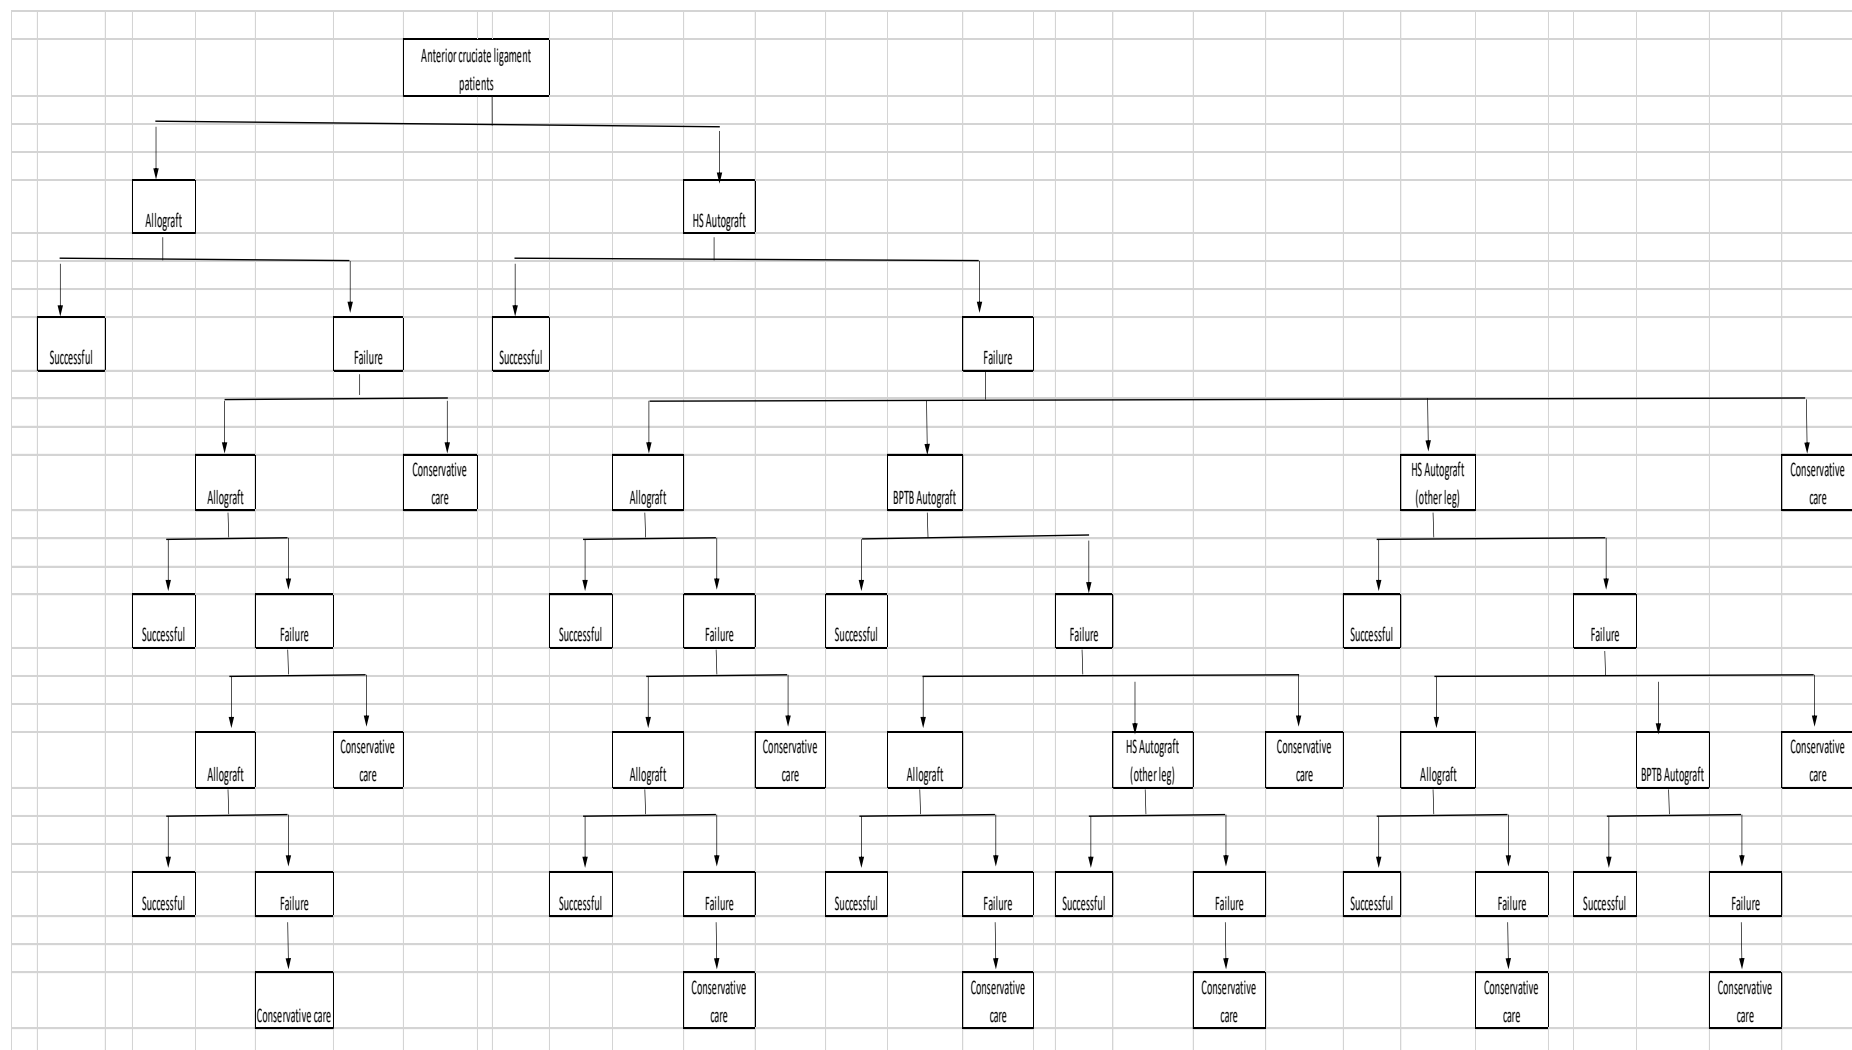 Anterior cruciate ligament
patients
Allograft
HS Autograft
Successful
Failure
Successful
Failure
Allograft
Conservative
care
Allograft
BPTB Autograft
HS Autograft
(other leg)
Conservative
care
Successful
Failure
Successful
Failure
Successful
Failure
Successful
Failure
Allograft
Conservative
care
Allograft
Conservative
care
Allograft
HS Autograft
(other leg)
Conservative
care
Allograft
BPTB Autograft
Conservative
care
Successful
Failure
Successful
Failure
Successful
Failure
Successful
Failure
Successful
Failure
Successful
Failure
Conservative care
Conservative
care
Conservative
care
Conservative
care
Conservative
care
Conservative
care